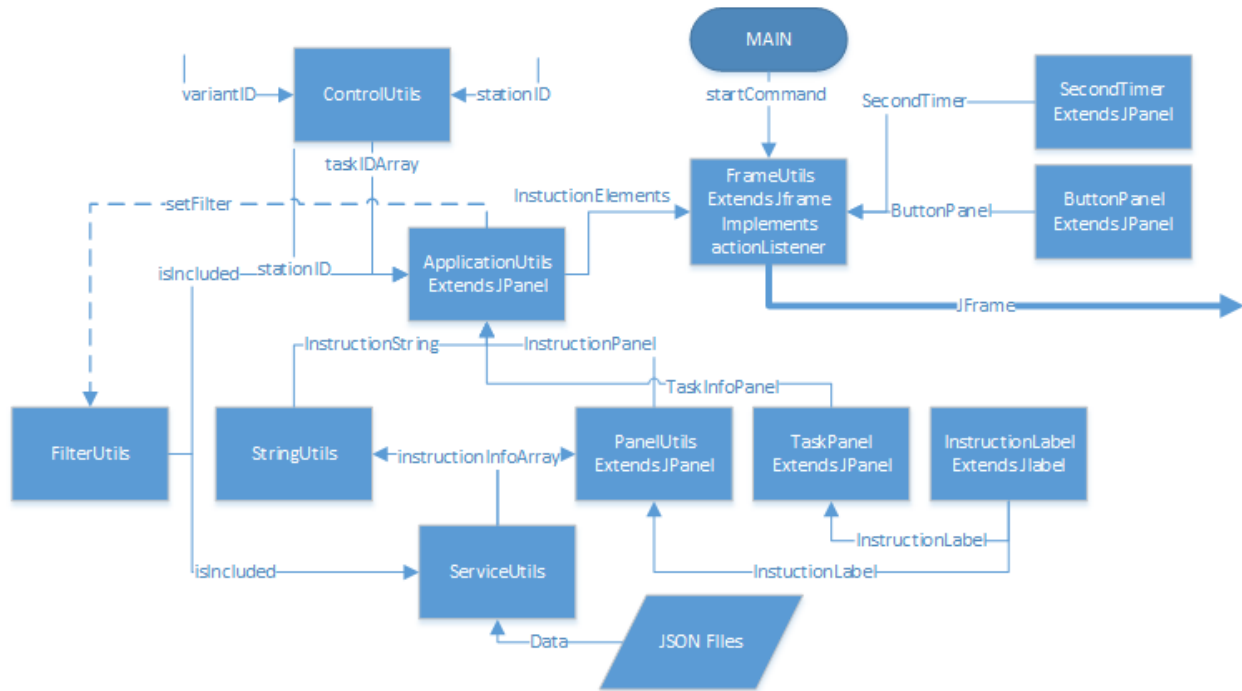 MAIN
variantID
ControlUtils
stationID
startCommand
SecondTimer
SecondTimer
Extends JPanel
taskIDArray
FrameUtils
Extends Jframe
Implements
actionListener
setFilter
InstuctionElements
ButtonPanel
ButtonPanel
Extends JPanel
isIncluded
stationID
ApplicationUtils
Extends JPanel
JFrame
InstructionString
InstructionPanel
TaskInfoPanel
FilterUtils
StringUtils
instructionInfoArray
PanelUtils
Extends JPanel
TaskPanel
Extends JPanel
InstructionLabel
Extends Jlabel
InstructionLabel
isIncluded
ServiceUtils
InstuctionLabel
Data
JSON FIles